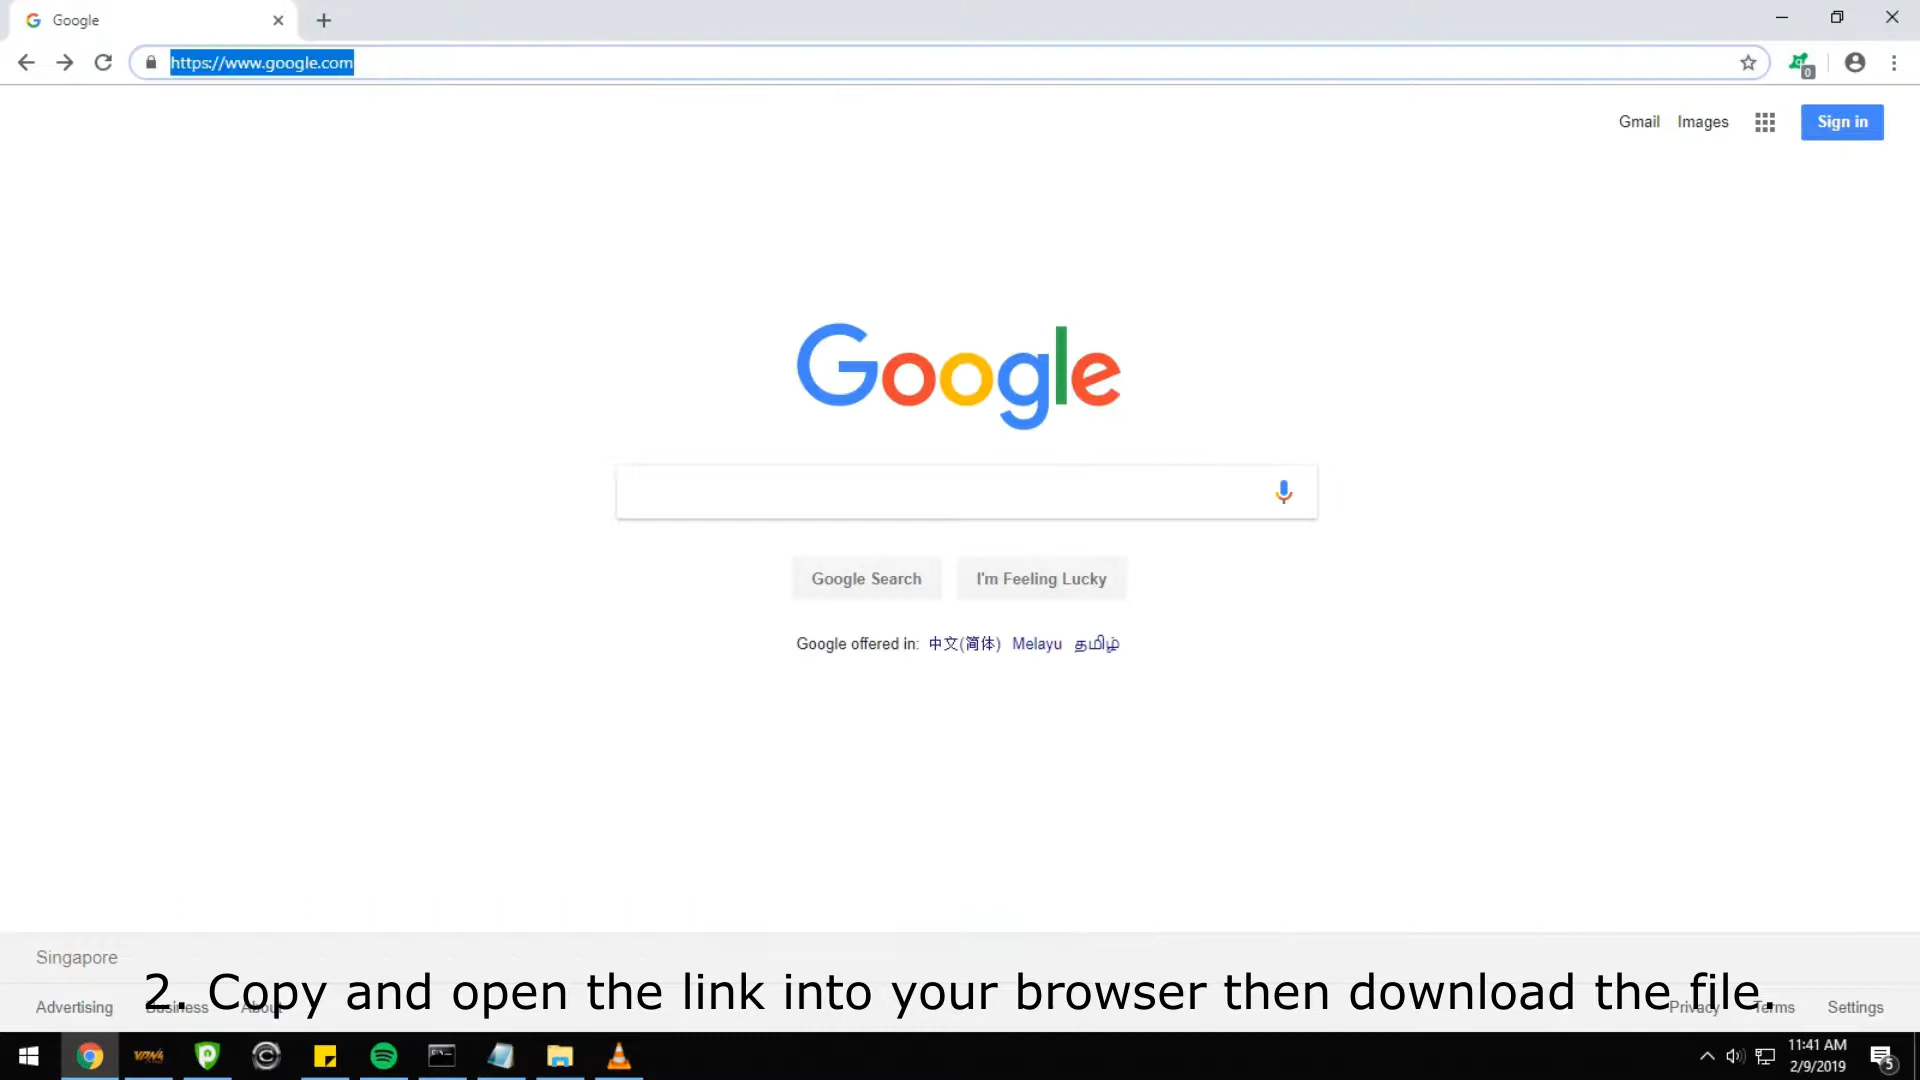 Google
https://www.google.com
Gmail Images Sign in
Google
Google Search I'm Feeling Lucky
Google offered in: 中文(简体) Melayu தமிழ்
Singapore
2. Copy and open the link into your browser then download the file.
Advertising Business About Privacy Terms Settings
11:41 AM
2/9/2019
0
5